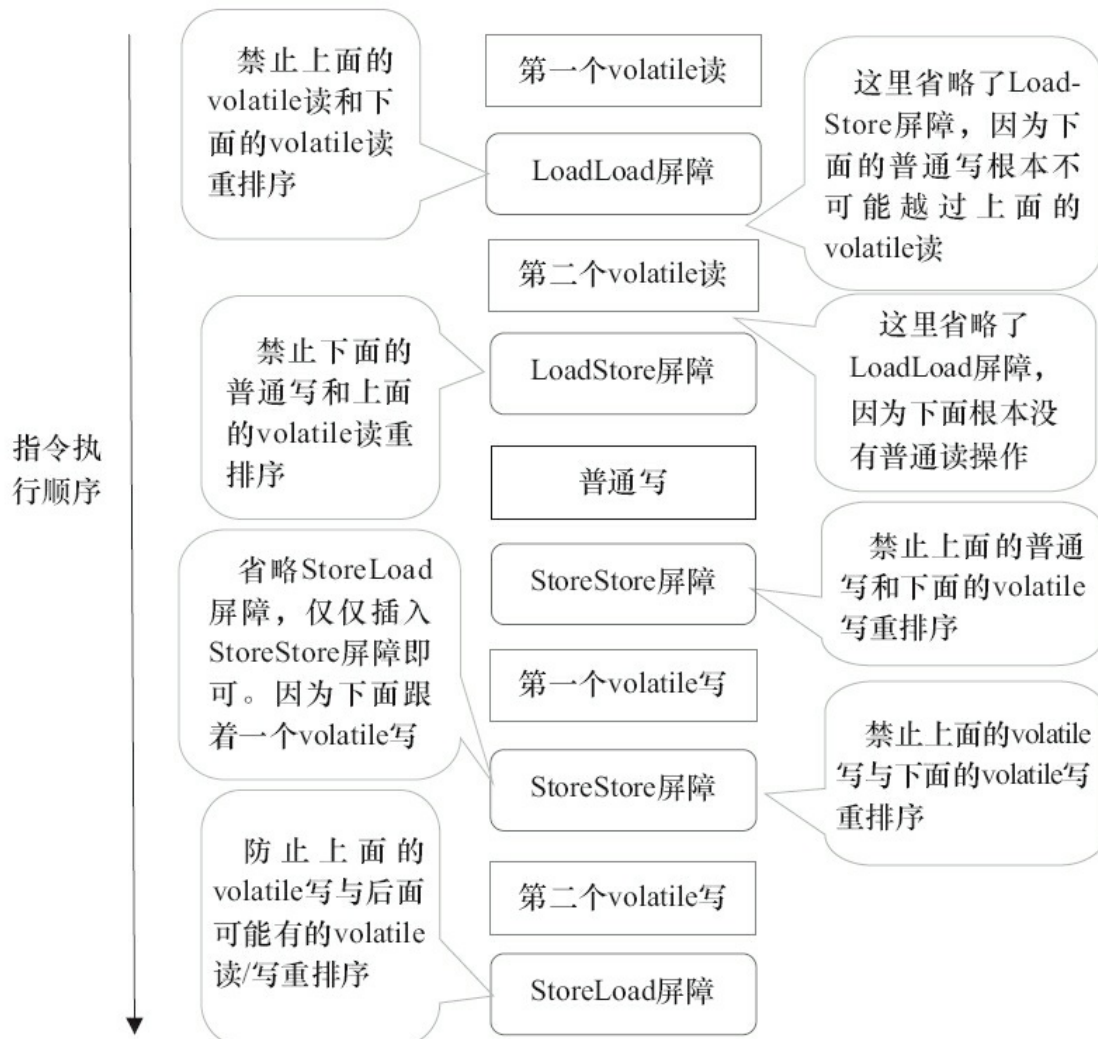 禁止上面的
volatile读和下
面的volatile读
重排序
第一个volatile读
LoadLoad屏障
这里省略了Load-
Store屏障，因为下
面的普通写根本不
可能越过上面的
volatile读
第二个volatile读
禁止下面的
普通写和上面
的volatile读重
排序
LoadStore屏障
这里省略了
LoadLoad屏障，
因为下面根本没
有普通读操作
指令执
行顺序
普通写
省略StoreLoad
屏障，仅仅插入
StoreStore屏障即
可。因为下面跟
着一个volatile写
StoreStore屏障
禁止上面的普通
写和下面的volatile
写重排序
第一个volatile写
StoreStore屏障
禁止上面的volatile
写与下面的volatile写
重排序
防止上面的
volatile写与后面
可能有的volatile
读/写重排序
第二个volatile写
StoreLoad屏障